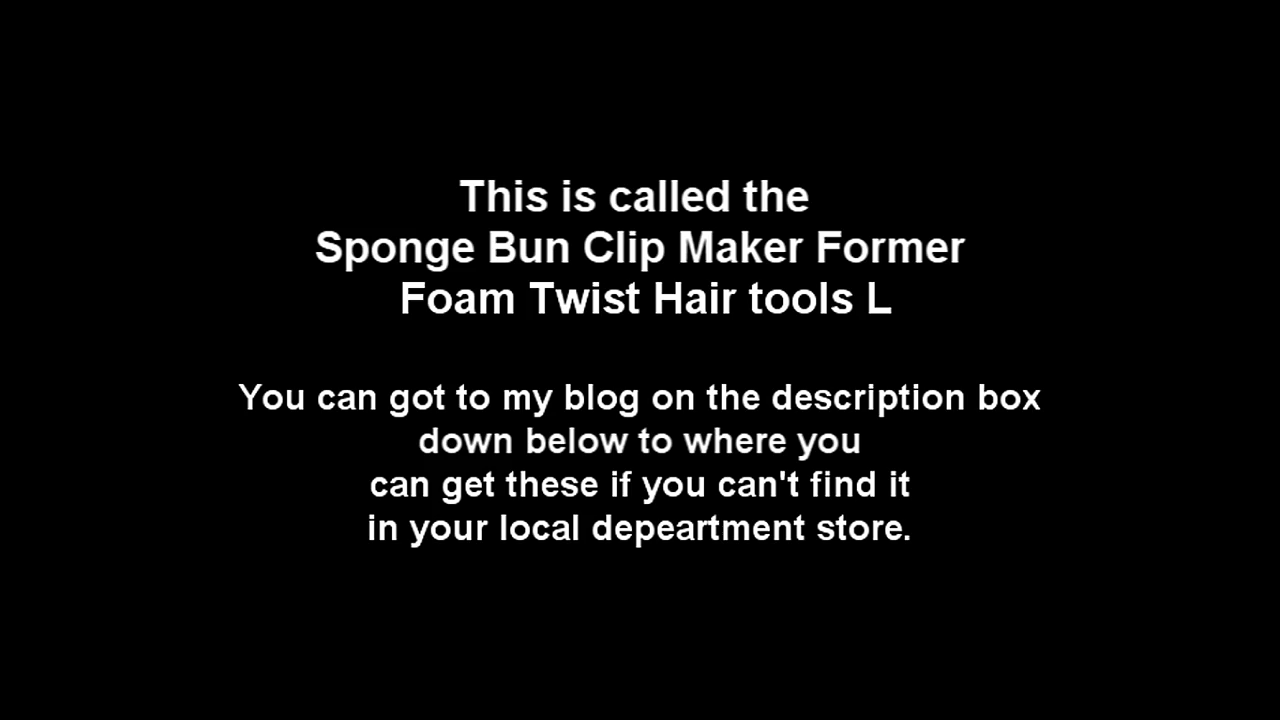 This is called the
Sponge Bun Clip Maker Former
Foam Twist Hair tools L
You can got to my blog on the description box
down below to where you
can get these if you can't find it
in your local depeartment store.